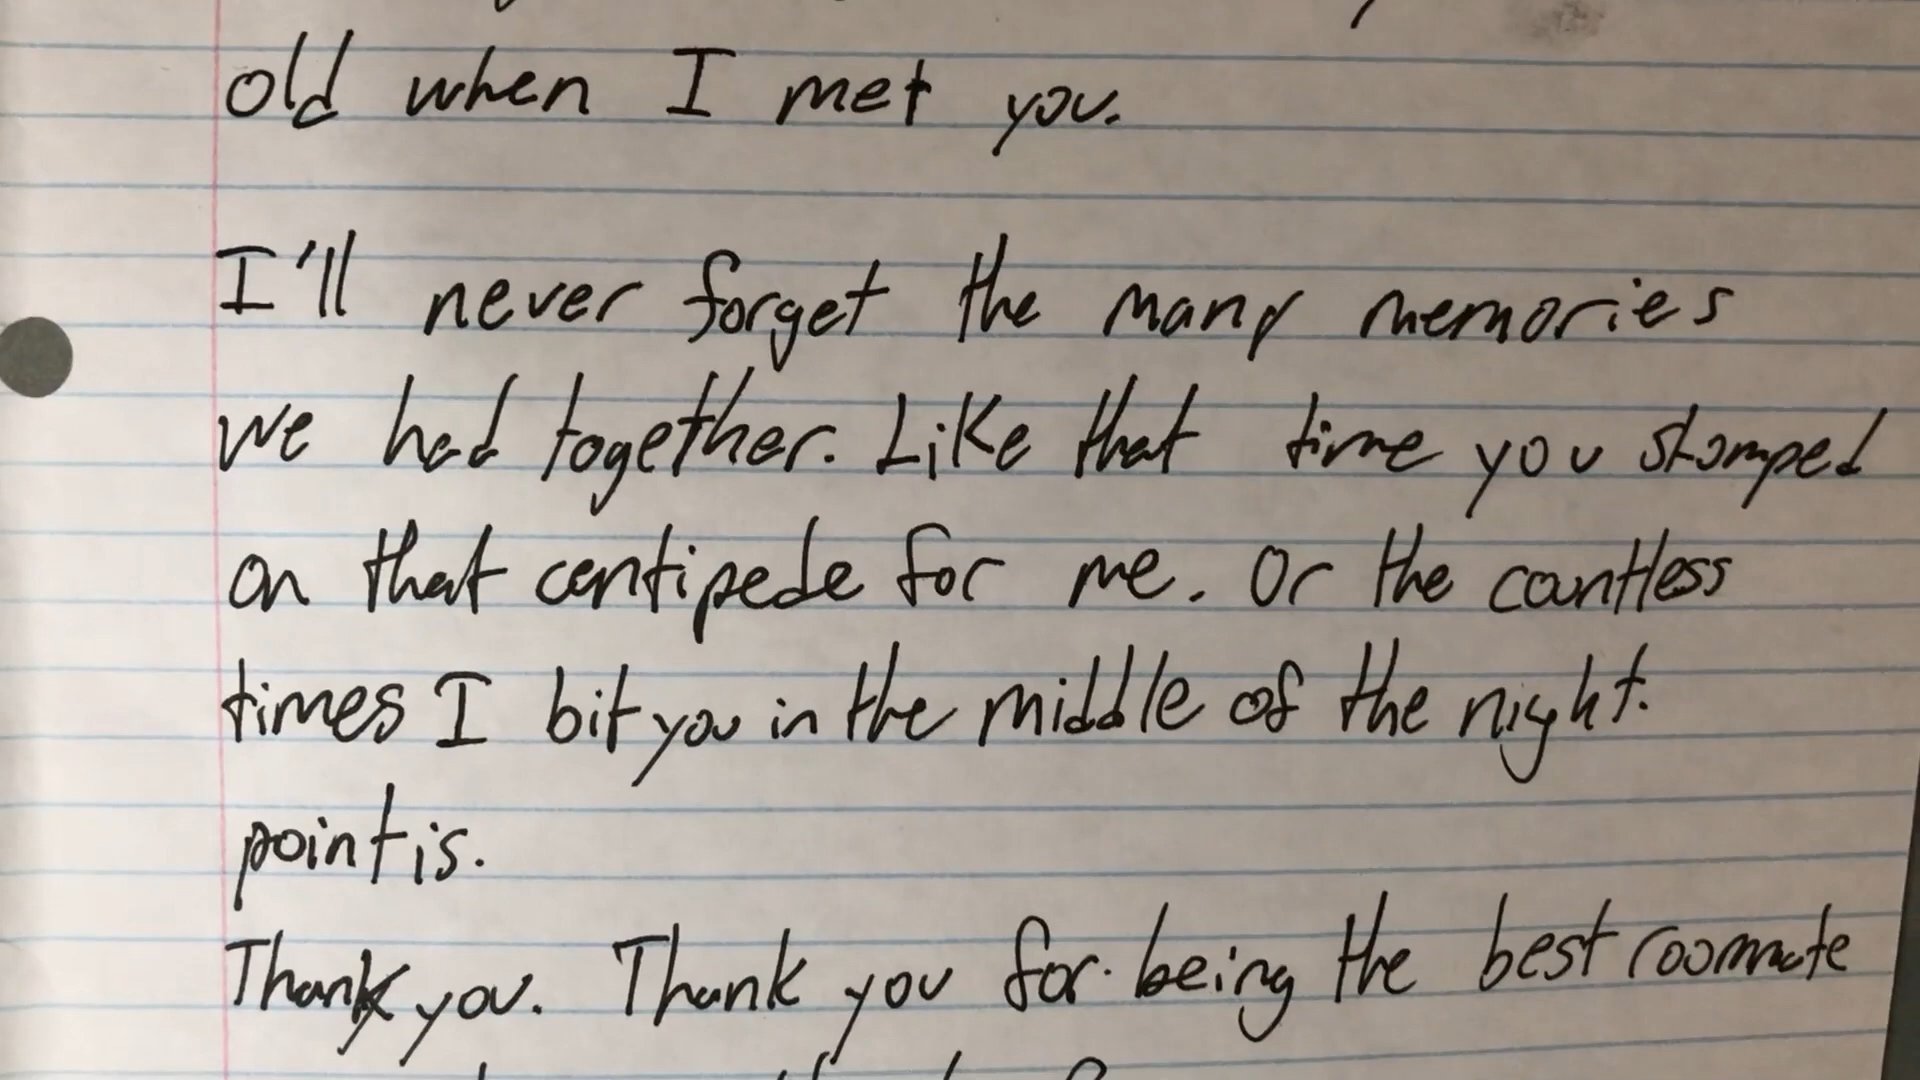 old when I met you.
I'll never forget the many memories
we had together. Like that time you stomped
on that centipede for me. Or the countless
times I bit you in the middle of the night.
point is.
Thank you. Thank you for being the best roommate